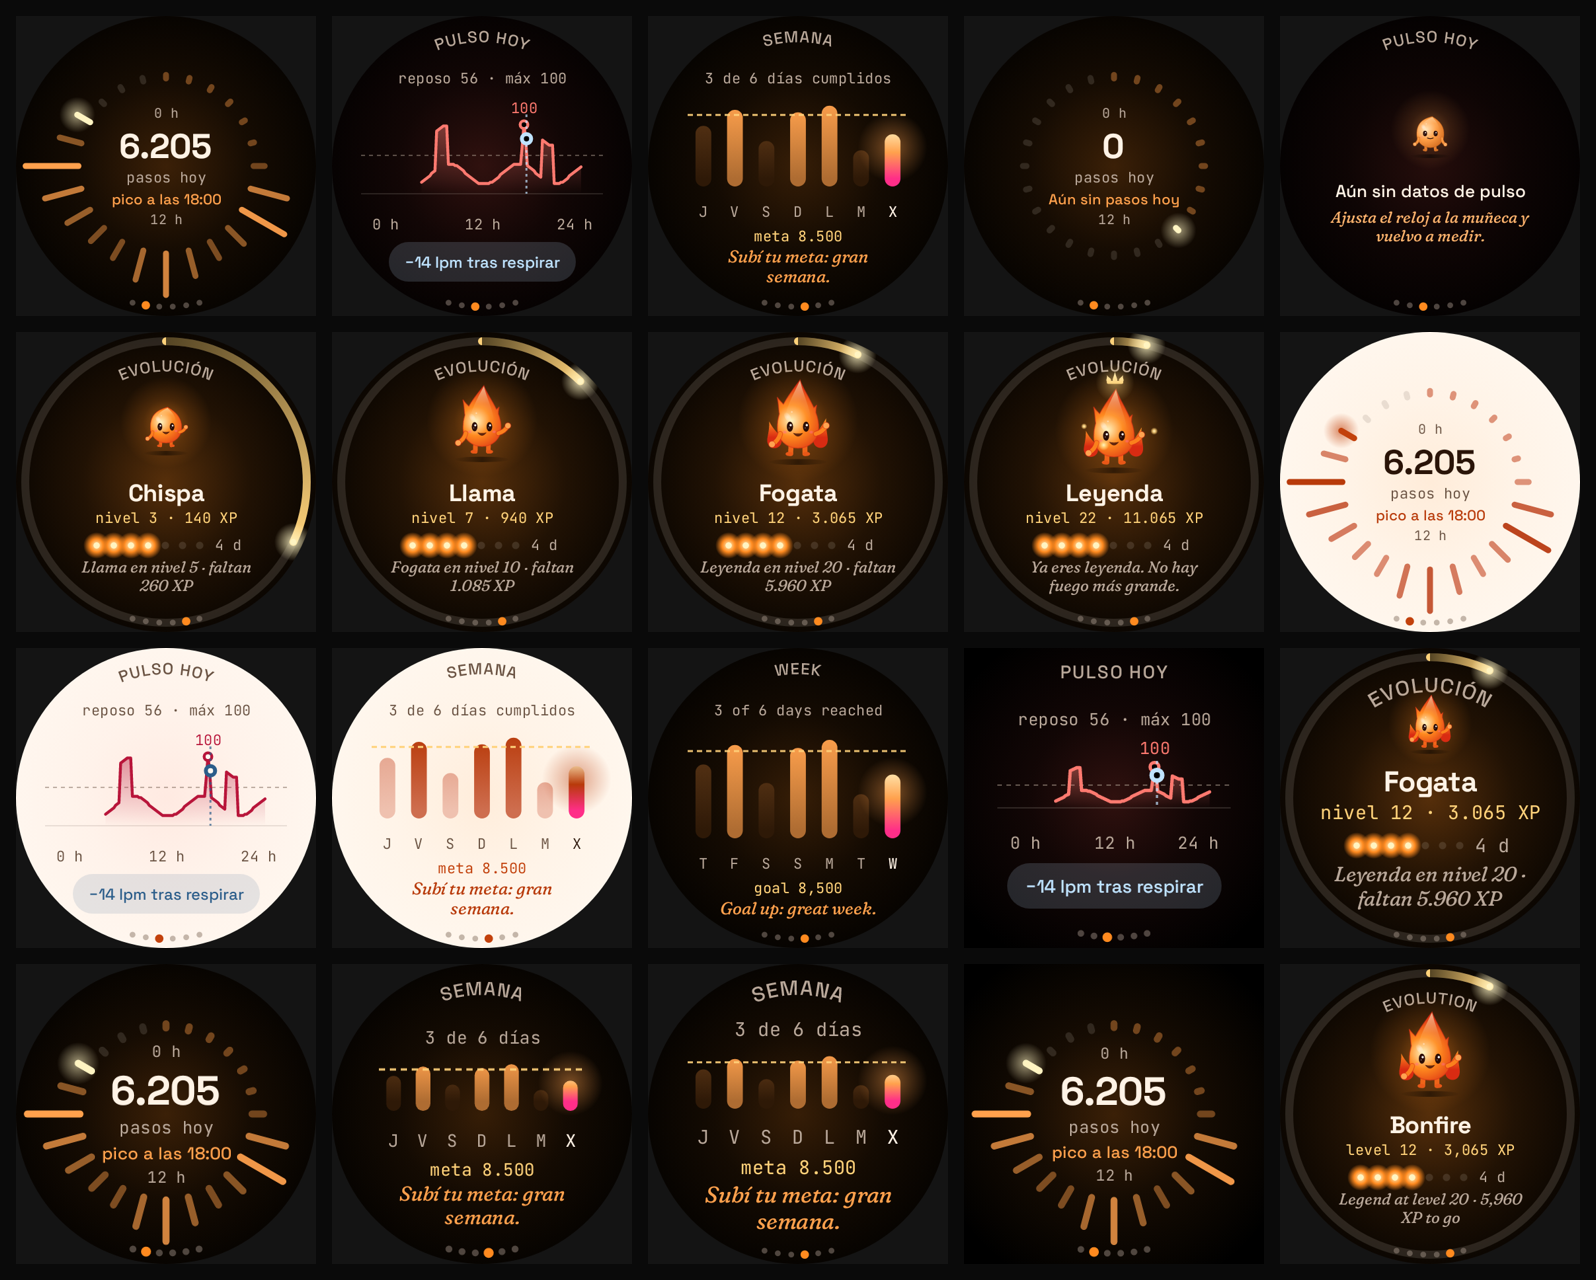 0 h
6.205
pasos hoy
pico a las 18:00
12 h
PULSO HOY
reposo 56 · máx 100
100
0 h 12 h 24 h
−14 lpm tras respirar
SEMANA
3 de 6 días cumplidos
J V S D L M X
meta 8.500
Subí tu meta: gran
semana.
0 h
0
pasos hoy
Aún sin pasos hoy
12 h
PULSO HOY
Aún sin datos de pulso
Ajusta el reloj a la muñeca y
vuelvo a medir.
EVOLUCIÓN
Chispa
nivel 3 · 140 XP
4 d
Llama en nivel 5 · faltan
260 XP
EVOLUCIÓN
Llama
nivel 7 · 940 XP
4 d
Fogata en nivel 10 · faltan
1.085 XP
EVOLUCIÓN
Fogata
nivel 12 · 3.065 XP
4 d
Leyenda en nivel 20 · faltan
5.960 XP
EVOLUCIÓN
Leyenda
nivel 22 · 11.065 XP
4 d
Ya eres leyenda. No hay
fuego más grande.
0 h
6.205
pasos hoy
pico a las 18:00
12 h
PULSO HOY
reposo 56 · máx 100
100
0 h 12 h 24 h
−14 lpm tras respirar
SEMANA
3 de 6 días cumplidos
J V S D L M X
meta 8.500
Subí tu meta: gran
semana.
WEEK
3 of 6 days reached
T F S S M T W
goal 8,500
Goal up: great week.
PULSO HOY
reposo 56 · máx 100
100
0 h 12 h 24 h
−14 lpm tras respirar
EVOLUCIÓN
Fogata
nivel 12 · 3.065 XP
4 d
Leyenda en nivel 20 ·
faltan 5.960 XP
0 h
6.205
pasos hoy
pico a las 18:00
12 h
SEMANA
3 de 6 días
J V S D L M X
meta 8.500
Subí tu meta: gran
semana.
SEMANA
3 de 6 días
J V S D L M X
meta 8.500
Subí tu meta: gran
semana.
0 h
6.205
pasos hoy
pico a las 18:00
12 h
EVOLUTION
Bonfire
level 12 · 3,065 XP
4 d
Legend at level 20 · 5,960
XP to go